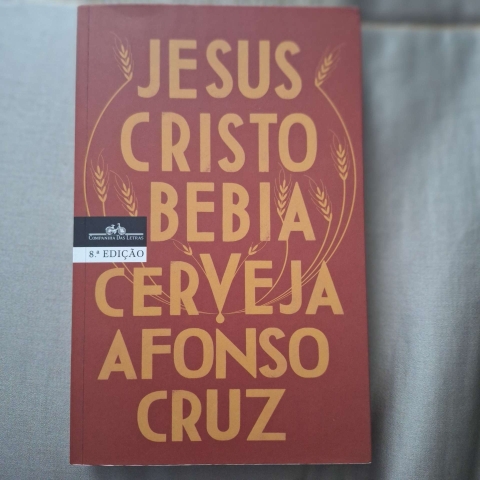 JESUS
CRISTO
BEBIA
COMPANHIA DAS LETRAS
8.ª EDIÇÃO
CERVEJA
AFONSO
CRUZ